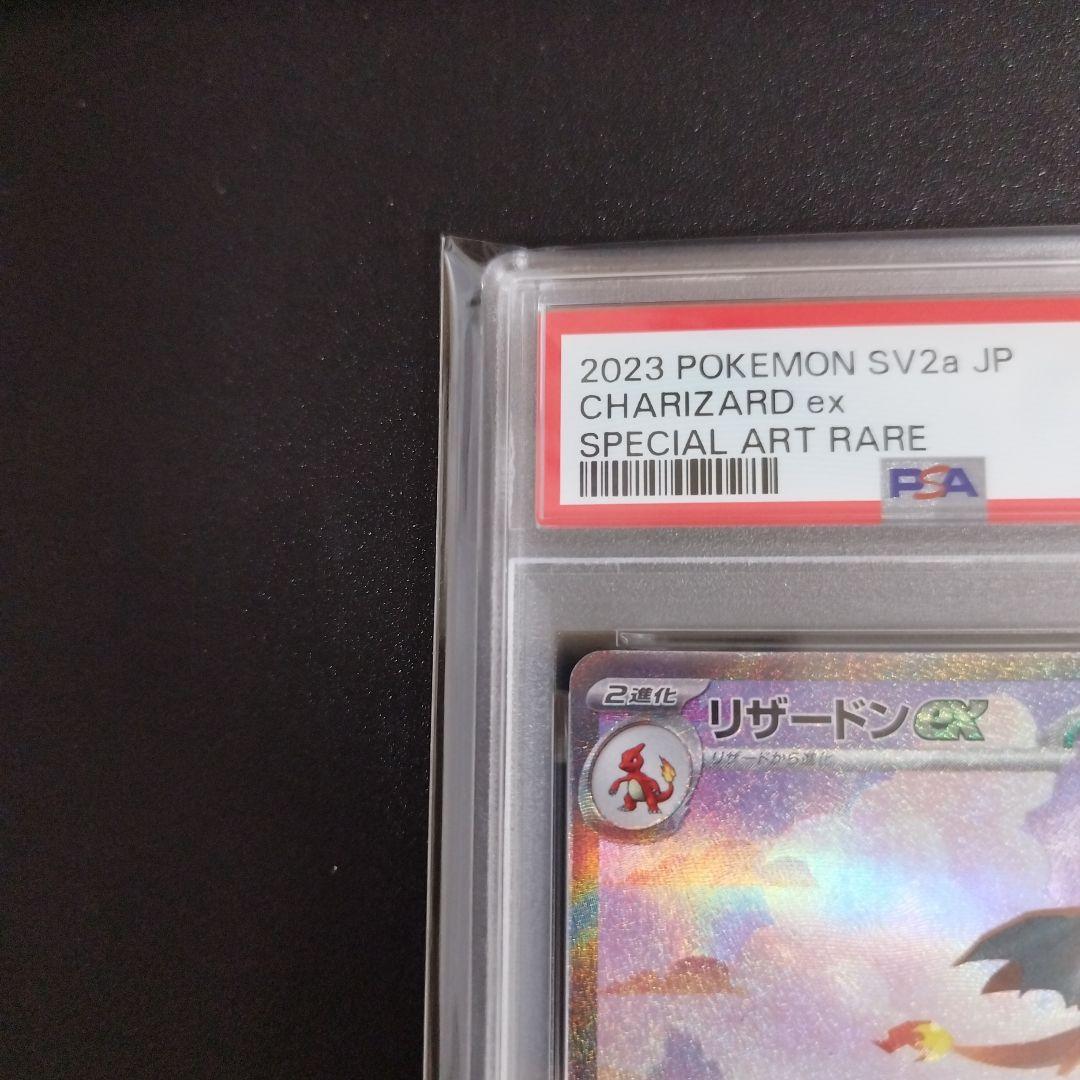 2023 POKEMON SV2a JP
CHARIZARD ex
SPECIAL ART RARE
PSA
2進化
リザードンex
リザードから進化